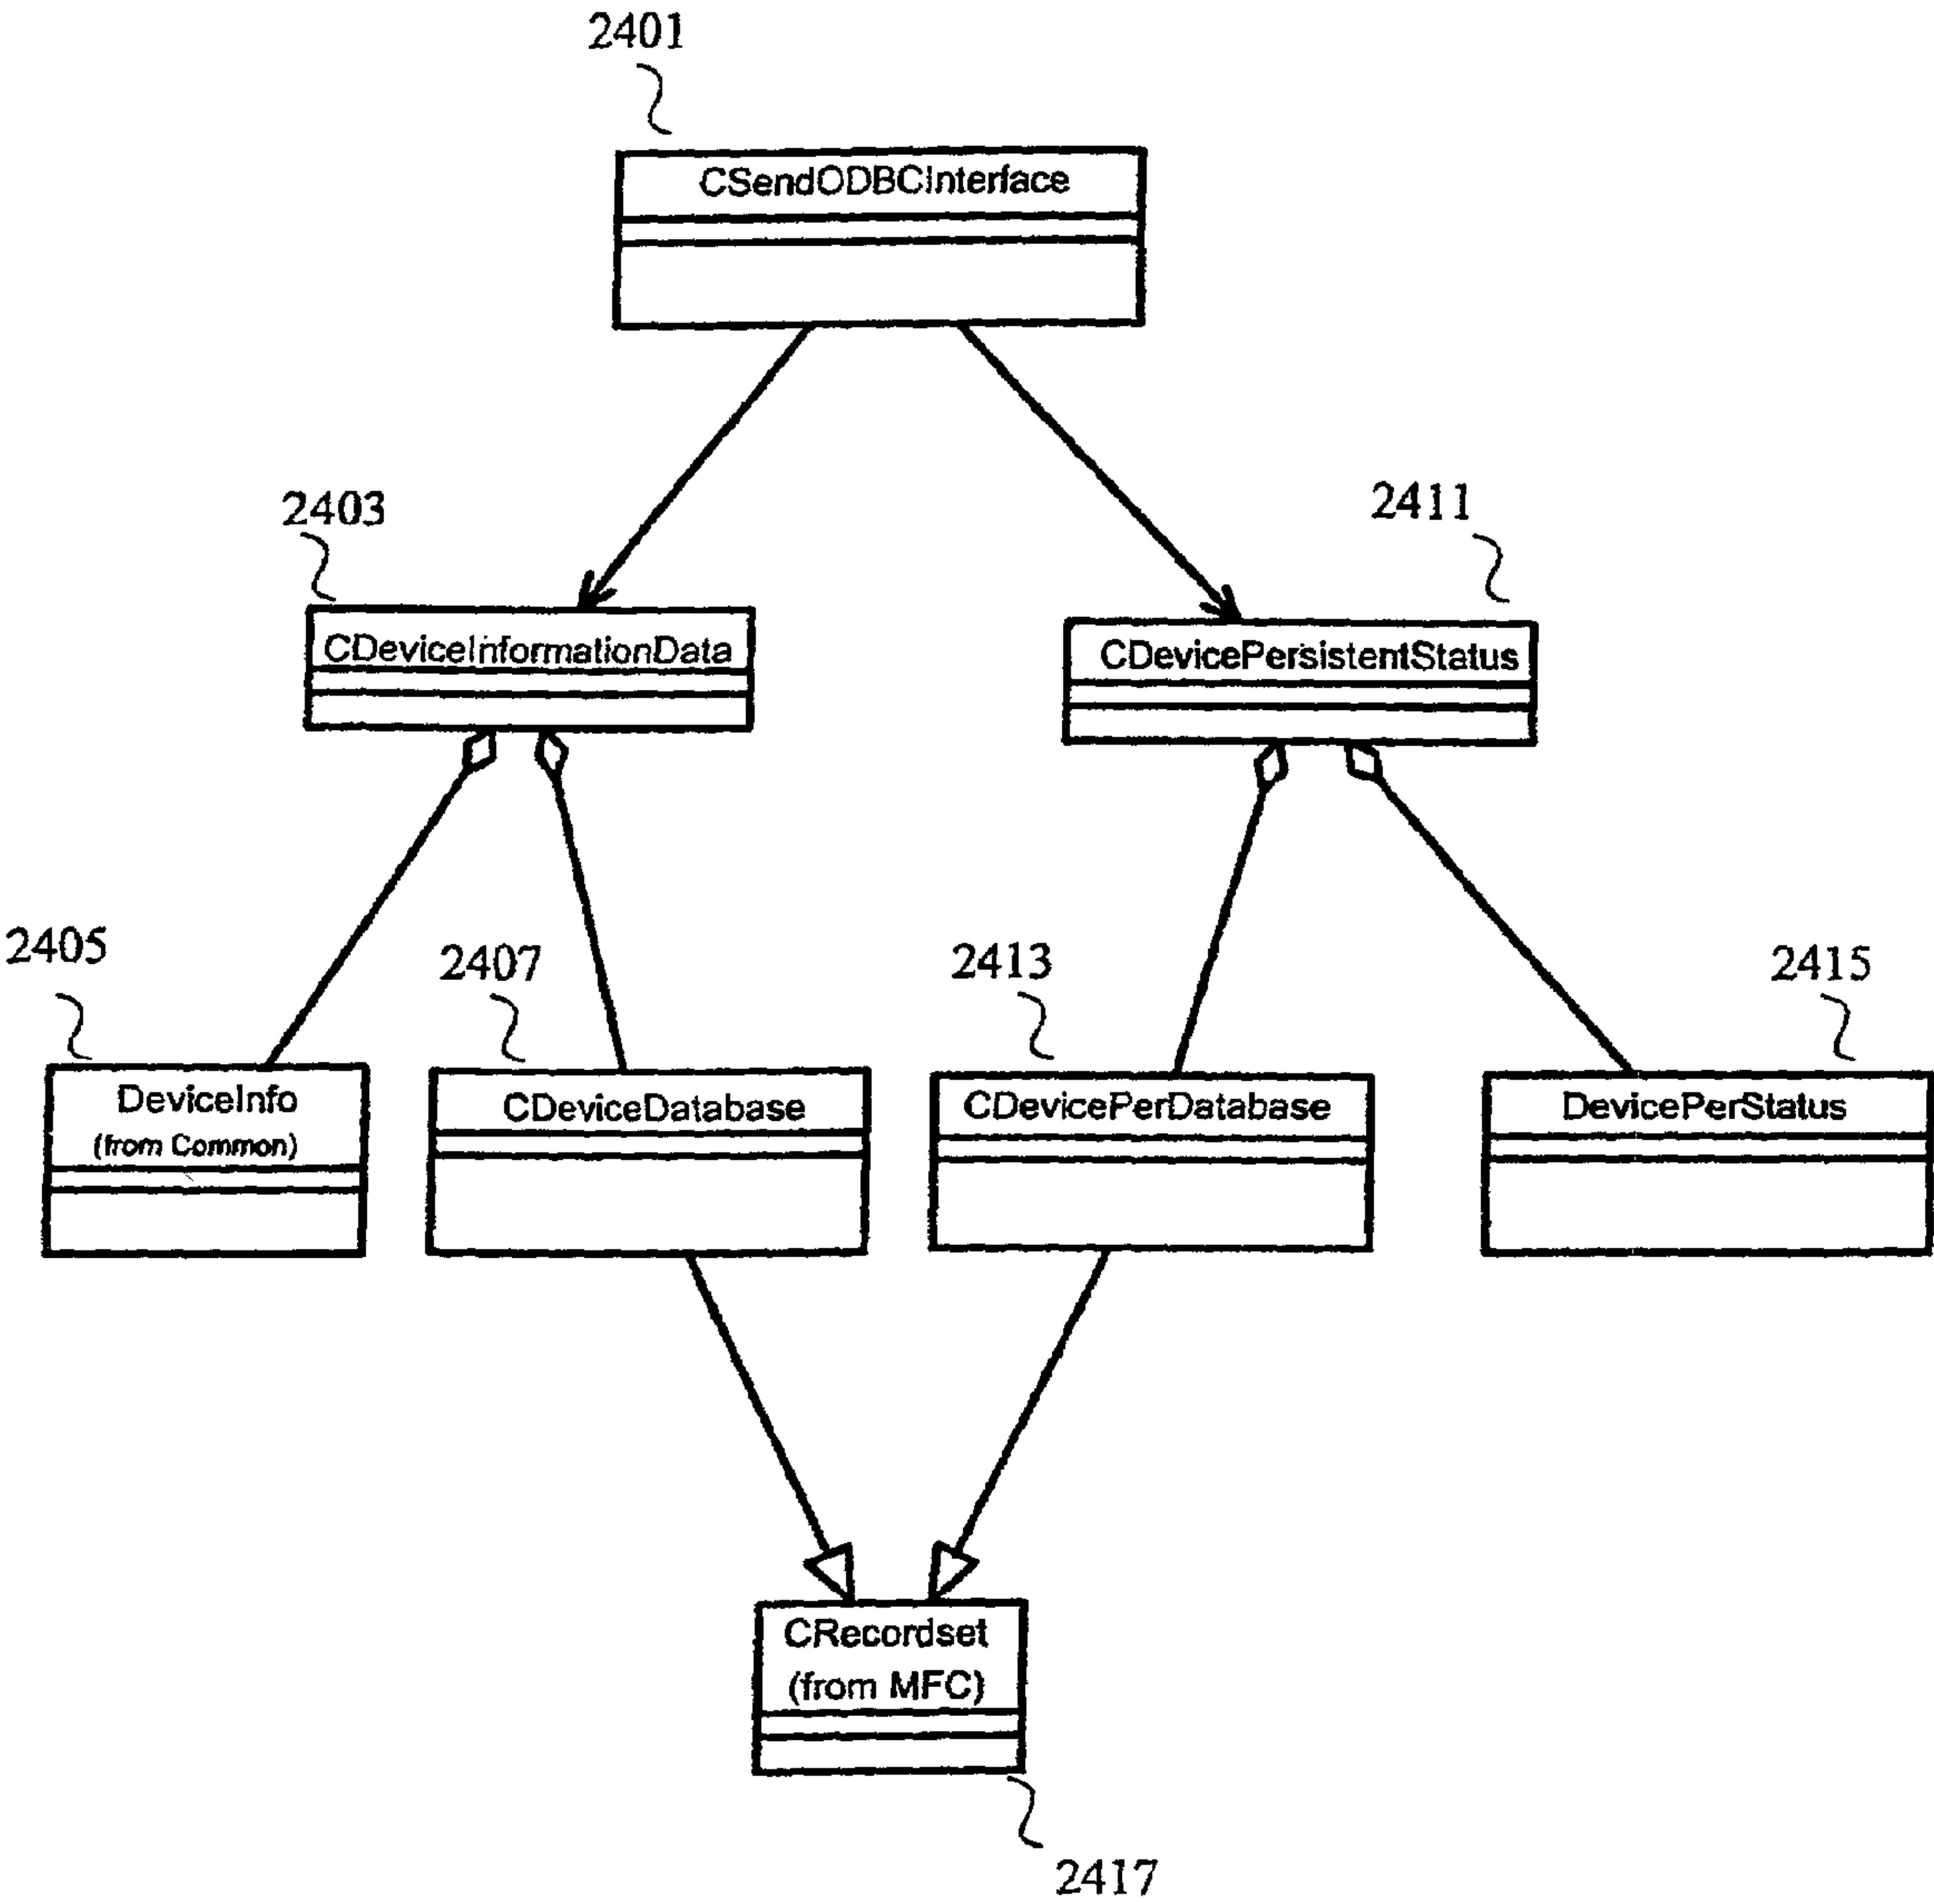 2401
CSendODBCInterface
2403
2411
CDeviceInformationData
CDevicePersistentStatus
2405
2407
2413
2415
DeviceInfo
(from Common)
CDeviceDatabase
CDevicePerDatabase
DevicePerStatus
CRecordset
(from MFC)
2417